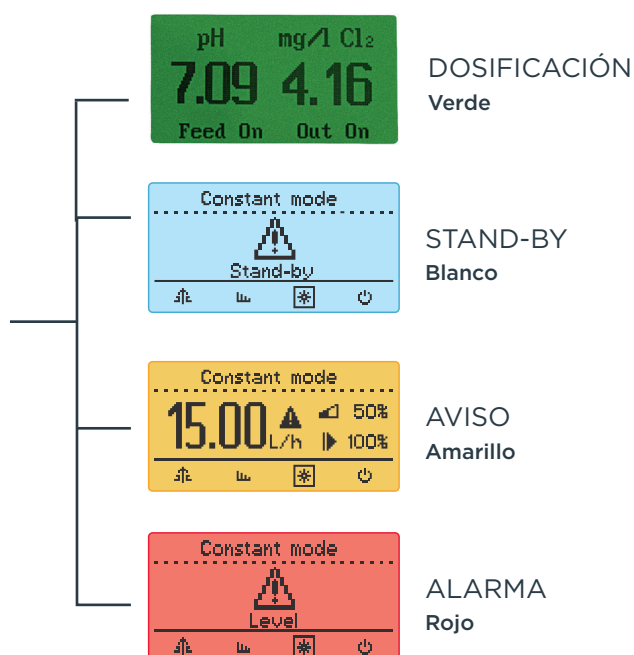 pH mg/l Cl₂
7.09 4.16
Feed On Out On
DOSIFICACIÓN
Verde
Constant mode
Stand-by
STAND-BY
Blanco
Constant mode
15.00 L/h 50%
100%
AVISO
Amarillo
Constant mode
Level
ALARMA
Rojo